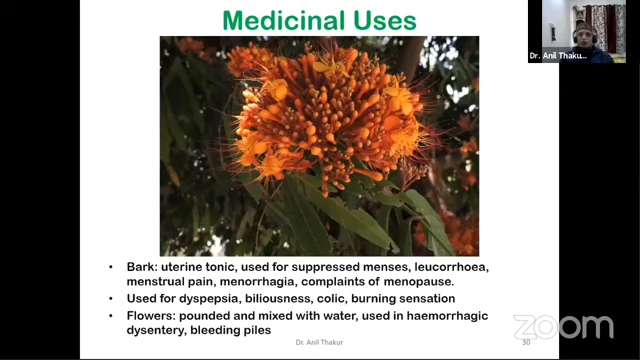 Medicinal Uses
Dr. Anil Thaku...
• Bark: uterine tonic, used for suppressed menses, leucorrhoea,
menstrual pain, menorrhagia, complaints of menopause.
• Used for dyspepsia, biliousness, colic, burning sensation
• Flowers: pounded and mixed with water, used in haemorrhagic
dysentery, bleeding piles
Dr. Anil Thakur
30
zoom